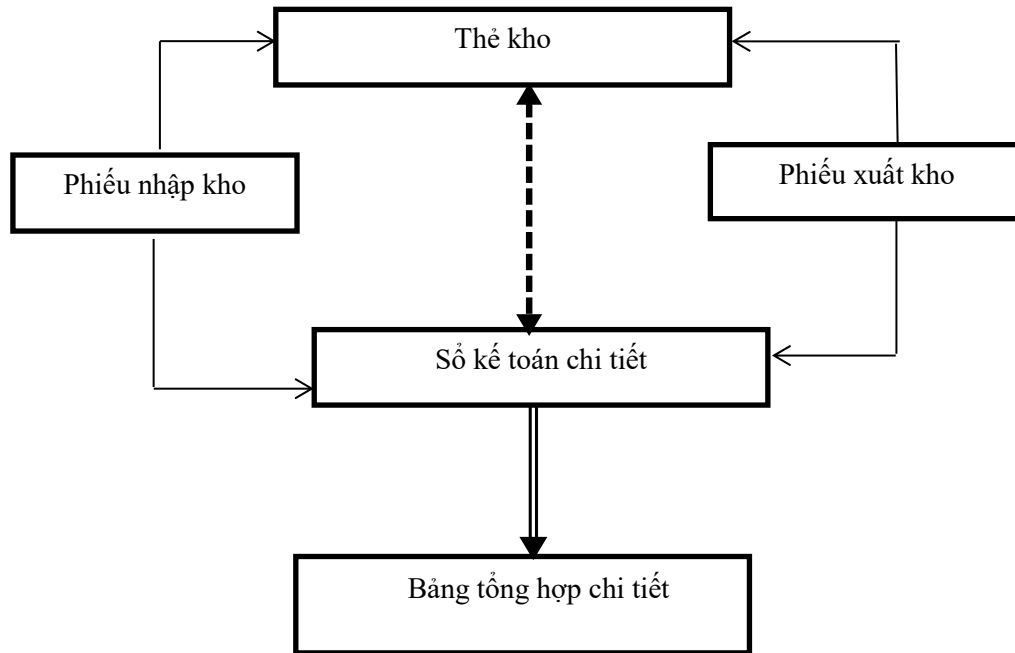 Thẻ kho
Phiếu nhập kho
Phiếu xuất kho
Sổ kế toán chi tiết
Bảng tổng hợp chi tiết